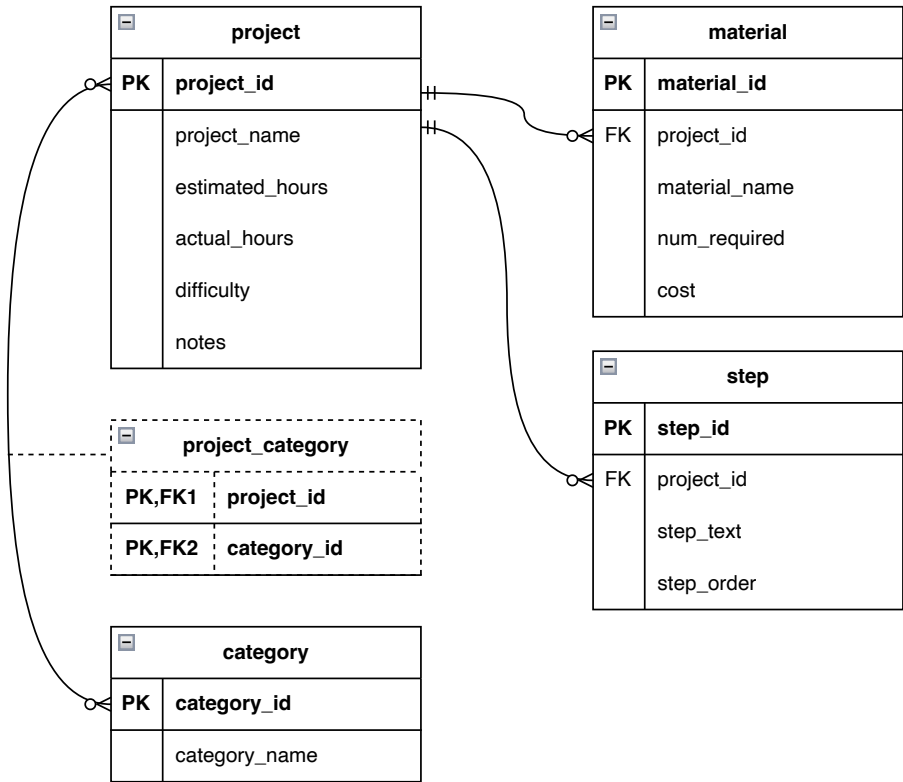 project
PK project_id
project_name
estimated_hours
actual_hours
difficulty
notes
material
PK material_id
FK project_id
material_name
num_required
cost
step
PK step_id
FK project_id
step_text
step_order
project_category
PK,FK1 project_id
PK,FK2 category_id
category
PK category_id
category_name